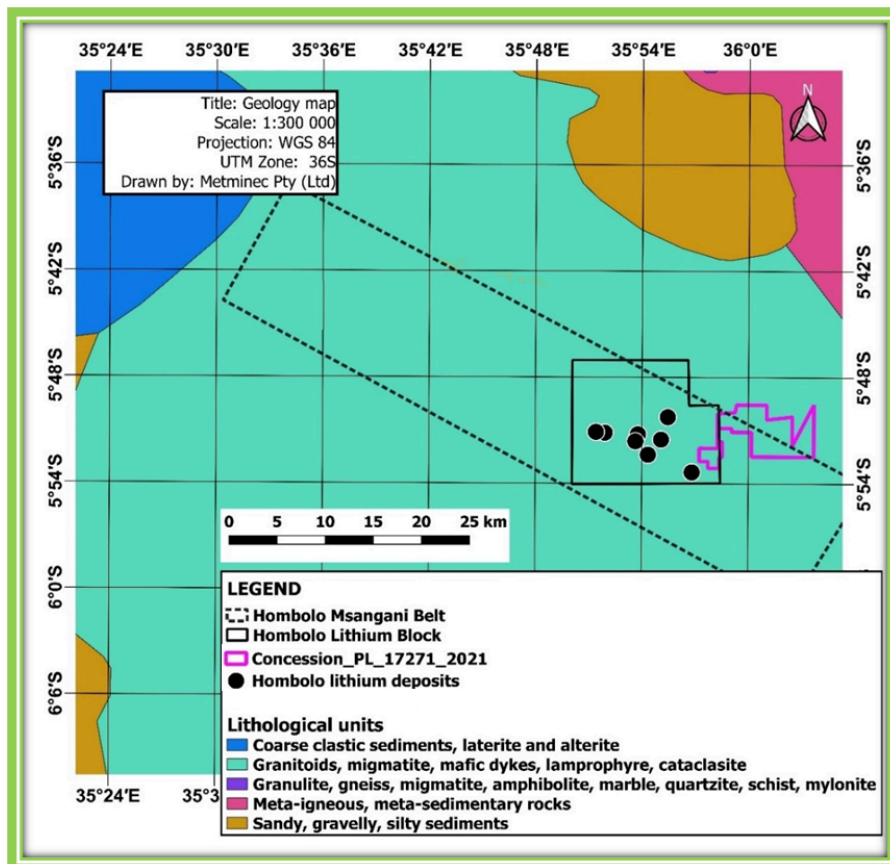 35°24'E 35°30'E 35°36'E 35°42'E 35°48'E 35°54'E 36°0'E
Title: Geology map
Scale: 1:300 000
Projection: WGS 84
UTM Zone: 36S
Drawn by: Metminec Pty (Ltd)
N
5°36'S 5°36'S
5°42'S 5°42'S
5°48'S 5°48'S
5°54'S 5°54'S
0 5 10 15 20 25 km
6°0'S
6°6'S
LEGEND
Hombolo Msangani Belt
Hombolo Lithium Block
Concession_PL_17271_2021
Hombolo lithium deposits
Lithological units
Coarse clastic sediments, laterite and alterite
Granitoids, migmatite, mafic dykes, lamprophyre, cataclasite
Granulite, gneiss, migmatite, amphibolite, marble, quartzite, schist, mylonite
Meta-igneous, meta-sedimentary rocks
Sandy, gravelly, silty sediments
35°24'E